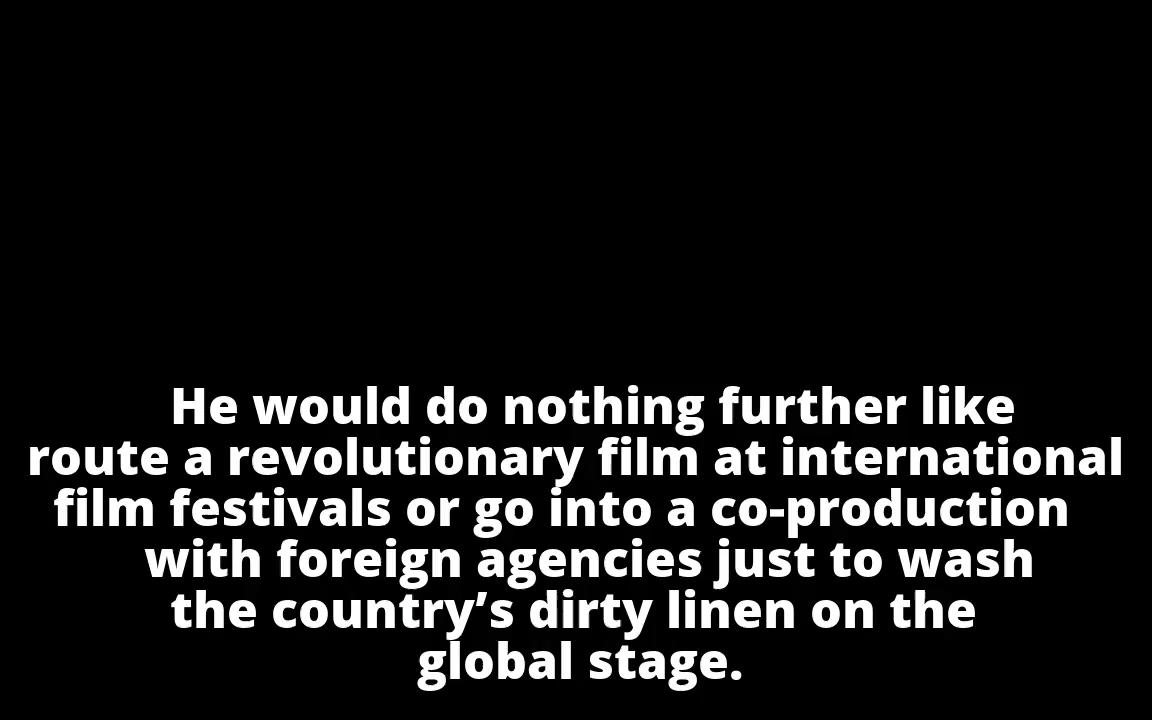 He would do nothing further like
route a revolutionary film at international
film festivals or go into a co-production
with foreign agencies just to wash
the country’s dirty linen on the
global stage.